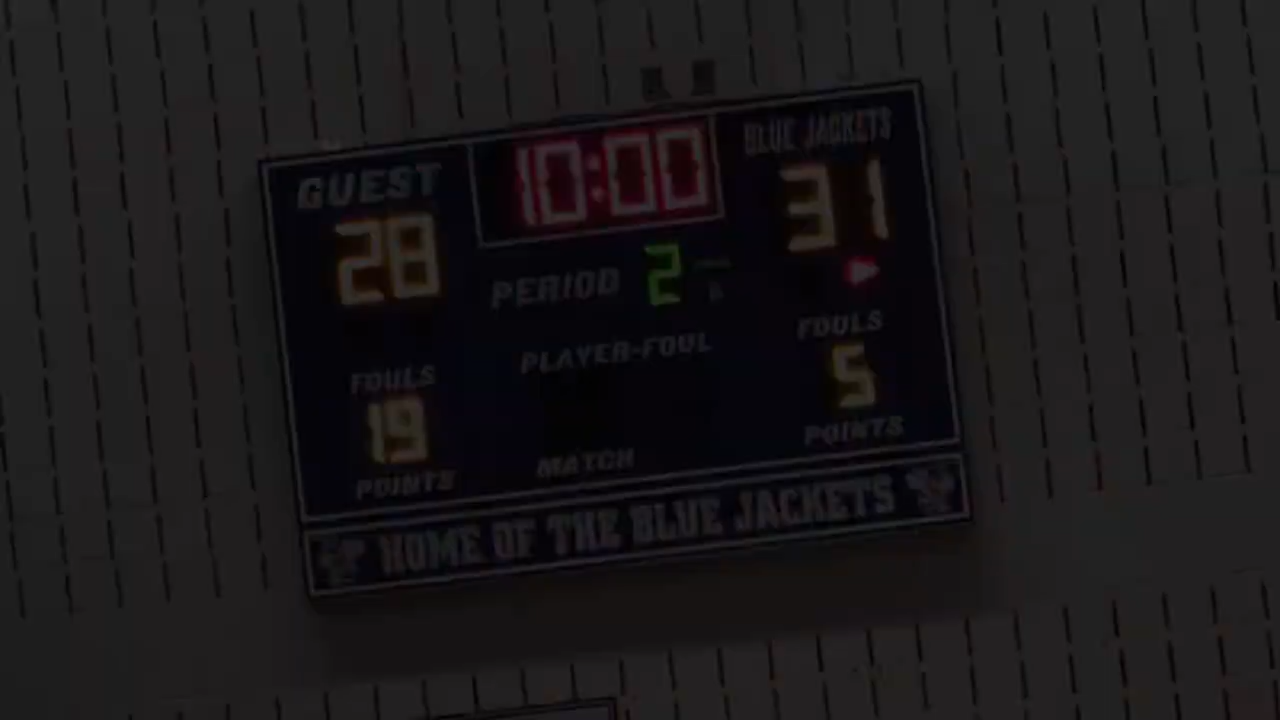 GUEST 10:00 BLUE JACKETS
28 31
PERIOD 2
PLAYER-FOUL
FOULS FOULS
19 5
POINTS MATCH POINTS
HOME OF THE BLUE JACKETS